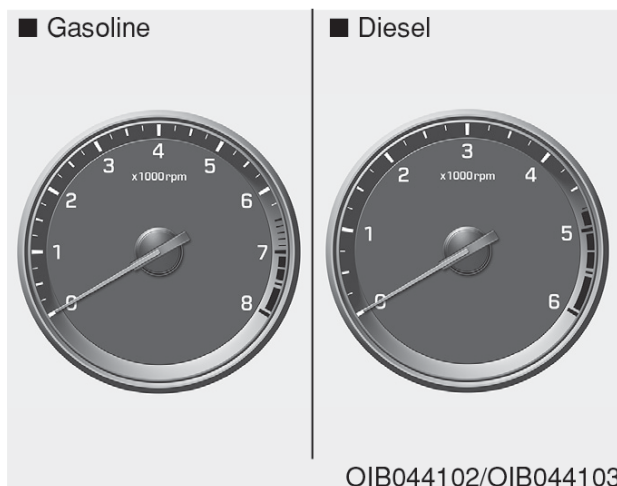 ■ Gasoline
4
3 5
x1000rpm
2 6
1 7
0 8
■ Diesel
3
2 4
x1000rpm
1 5
0 6
OIB044102/OIB044103